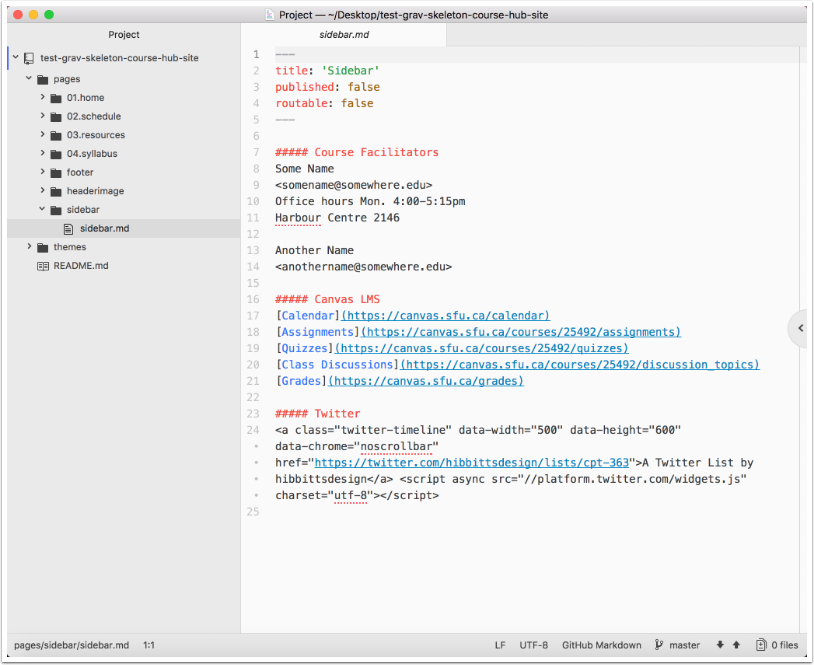 Project — ~/Desktop/test-grav-skeleton-course-hub-site
Project
sidebar.md
test-grav-skeleton-course-hub-site
pages
01.home
02.schedule
03.resources
04.syllabus
footer
headerimage
sidebar
sidebar.md
themes
README.md
1 ---
2 title: 'Sidebar'
3 published: false
4 routable: false
5 ---
6
7 ##### Course Facilitators
8 Some Name
9 <somename@somewhere.edu>
10 Office hours Mon. 4:00-5:15pm
11 Harbour Centre 2146
12
13 Another Name
14 <anothername@somewhere.edu>
15
16 ##### Canvas LMS
17 [Calendar](https://canvas.sfu.ca/calendar)
18 [Assignments](https://canvas.sfu.ca/courses/25492/assignments)
19 [Quizzes](https://canvas.sfu.ca/courses/25492/quizzes)
20 [Class Discussions](https://canvas.sfu.ca/courses/25492/discussion_topics)
21 [Grades](https://canvas.sfu.ca/grades)
22
23 ##### Twitter
24 <a class="twitter-timeline" data-width="500" data-height="600"
• data-chrome="noscrollbar"
• href="https://twitter.com/hibbittsdesign/lists/cpt-363">A Twitter List by
• hibbittsdesign</a> <script async src="//platform.twitter.com/widgets.js"
• charset="utf-8"></script>
25
pages/sidebar/sidebar.md 1:1 LF UTF-8 GitHub Markdown master 0 files